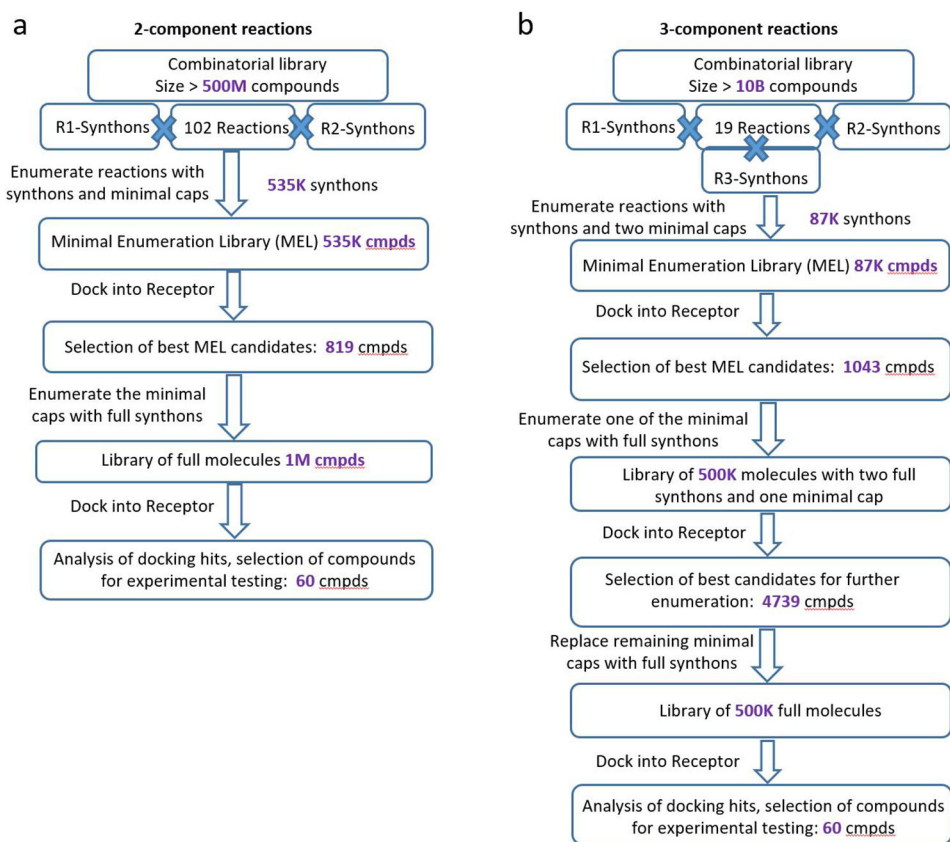 a
2-component reactions
Combinatorial library
Size > 500M compounds
R1-Synthons
102 Reactions
R2-Synthons
Enumerate reactions with
synthons and minimal caps
535K synthons
Minimal Enumeration Library (MEL) 535K cmpds
Dock into Receptor
Selection of best MEL candidates: 819 cmpds
Enumerate the minimal
caps with full synthons
Library of full molecules 1M cmpds
Dock into Receptor
Analysis of docking hits, selection of compounds
for experimental testing: 60 cmpds
b
3-component reactions
Combinatorial library
Size > 10B compounds
R1-Synthons
19 Reactions
R2-Synthons
R3-Synthons
Enumerate reactions with
synthons and two minimal caps
87K synthons
Minimal Enumeration Library (MEL) 87K cmpds
Dock into Receptor
Selection of best MEL candidates: 1043 cmpds
Enumerate one of the minimal
caps with full synthons
Library of 500K molecules with two full
synthons and one minimal cap
Dock into Receptor
Selection of best candidates for further
enumeration: 4739 cmpds
Replace remaining minimal
caps with full synthons
Library of 500K full molecules
Dock into Receptor
Analysis of docking hits, selection of compounds
for experimental testing: 60 cmpds